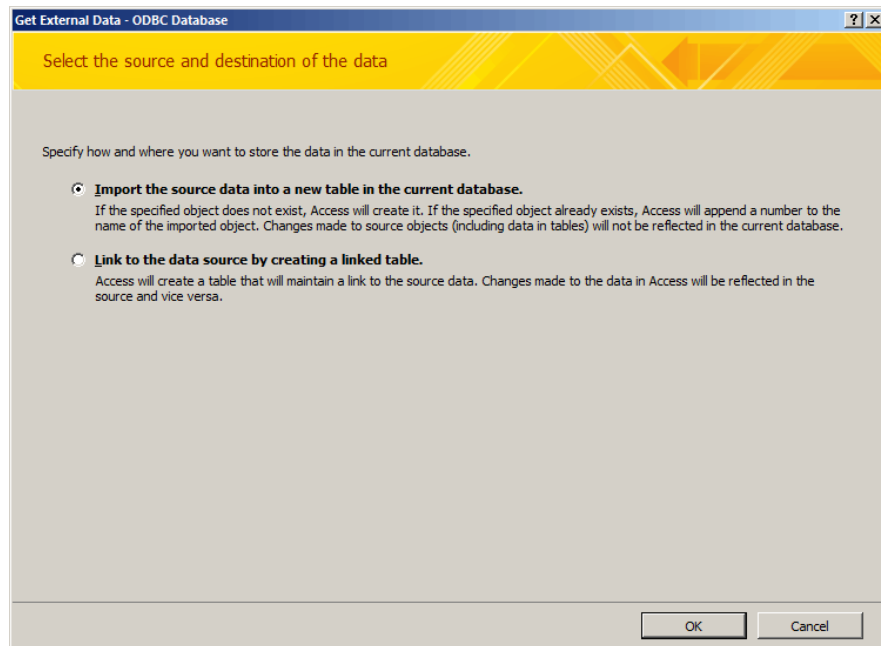 Get External Data - ODBC Database
Select the source and destination of the data
Specify how and where you want to store the data in the current database.
Import the source data into a new table in the current database.
If the specified object does not exist, Access will create it. If the specified object already exists, Access will append a number to the
name of the imported object. Changes made to source objects (including data in tables) will not be reflected in the current database.
Link to the data source by creating a linked table.
Access will create a table that will maintain a link to the source data. Changes made to the data in Access will be reflected in the
source and vice versa.
OK Cancel